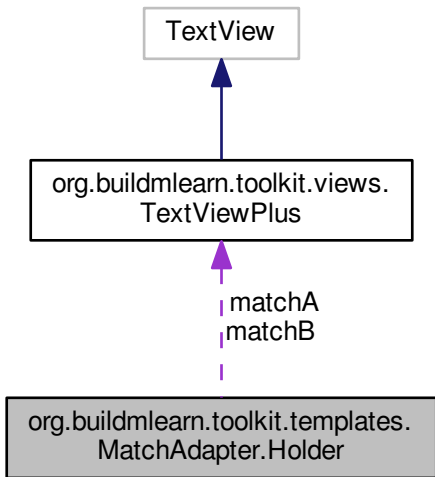 TextView
org.buildmlearn.toolkit.views.
TextViewPlus
matchA
matchB
org.buildmlearn.toolkit.templates.
MatchAdapter.Holder